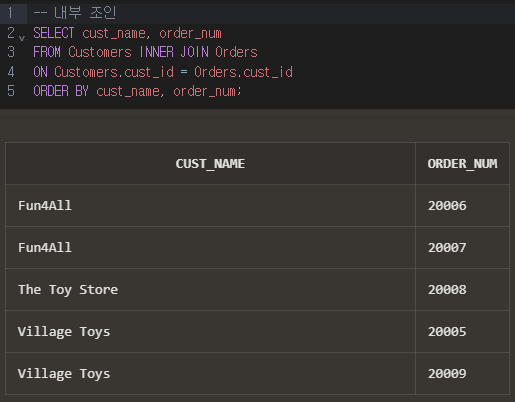 1 -- 내부 조인
2 SELECT cust_name, order_num
3 FROM Customers INNER JOIN Orders
4 ON Customers.cust_id = Orders.cust_id
5 ORDER BY cust_name, order_num;
CUST_NAME ORDER_NUM
Fun4All 20006
Fun4All 20007
The Toy Store 20008
Village Toys 20005
Village Toys 20009